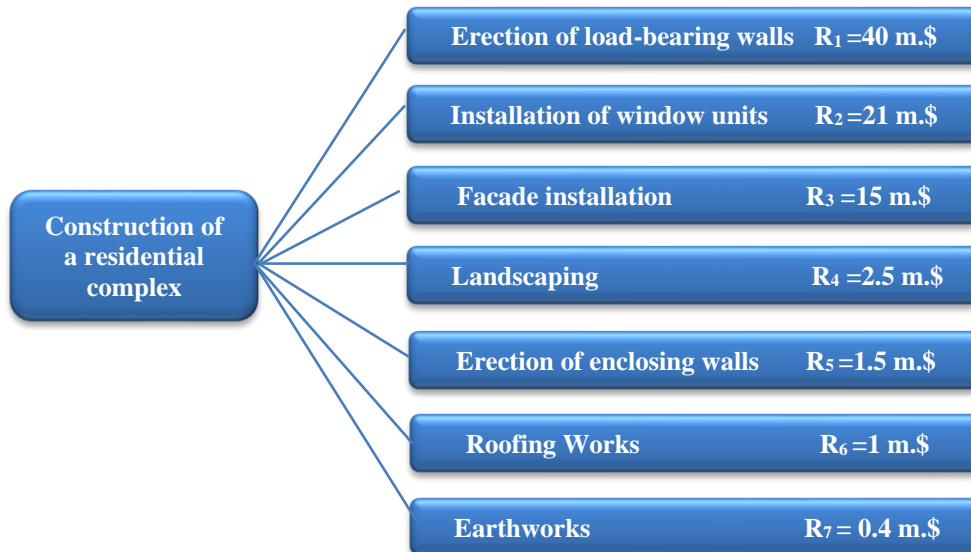 Construction of
a residential
complex
Erection of load-bearing walls R₁ =40 m.$
Installation of window units R₂ =21 m.$
Facade installation R₃ =15 m.$
Landscaping R₄ =2.5 m.$
Erection of enclosing walls R₅ =1.5 m.$
Roofing Works R₆ =1 m.$
Earthworks R₇ = 0.4 m.$